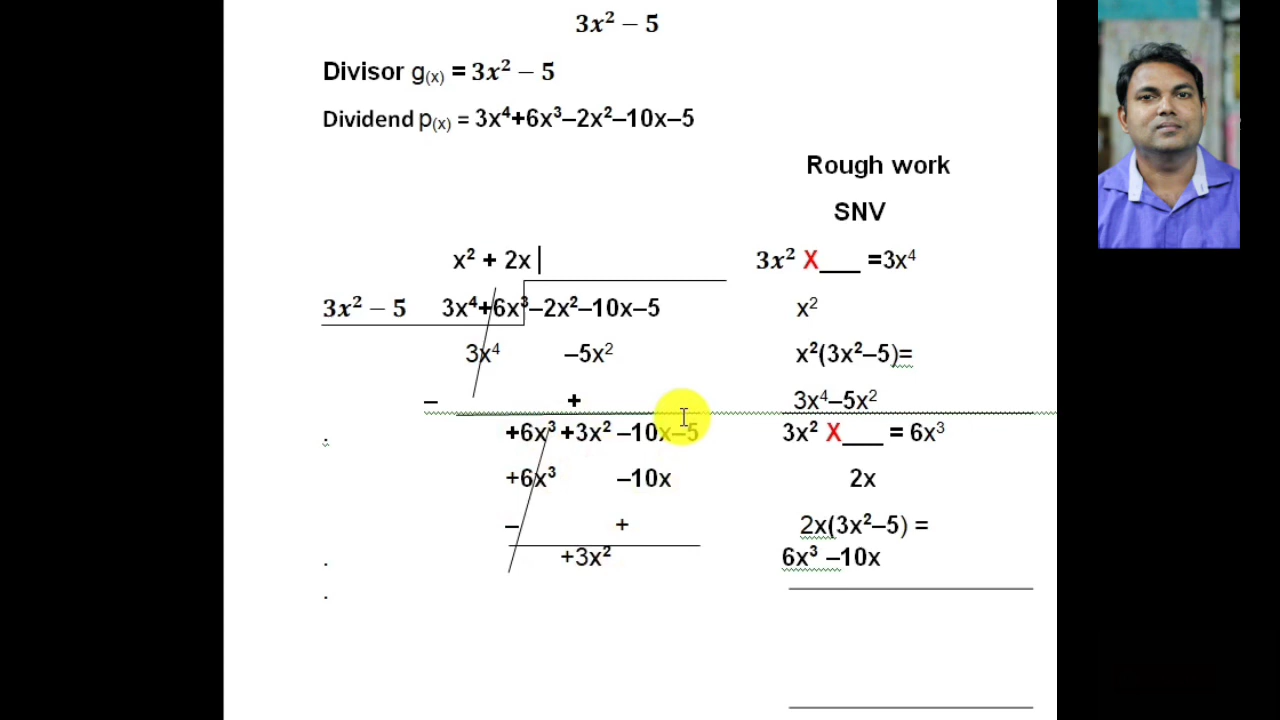 3x² – 5
Divisor g(x) = 3x² – 5
Dividend p(x) = 3x⁴+6x³–2x²–10x–5
Rough work
SNV
x² + 2x
3x² X___ =3x⁴
3x² – 5 3x⁴+6x³–2x²–10x–5
x²
3x⁴ –5x²
x²(3x²–5)=
– +
3x⁴–5x²
. +6x³ +3x² –10x–5
3x² X___ = 6x³
+6x³ –10x
2x
– +
2x(3x²–5) =
. +3x²
6x³ –10x
.